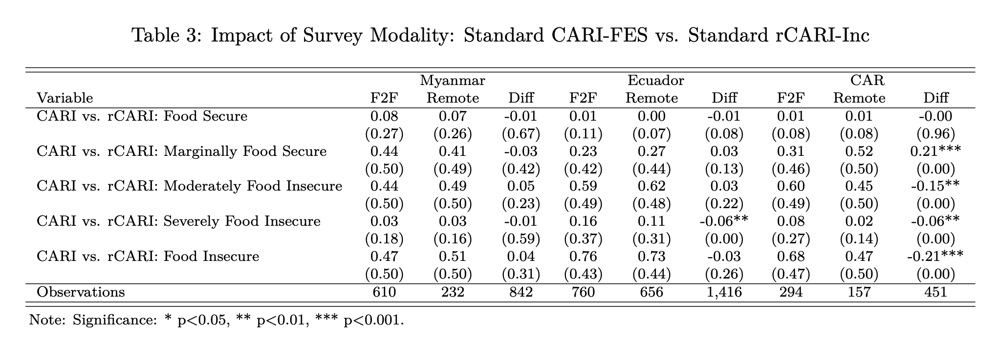 Table 3: Impact of Survey Modality: Standard CARI-FES vs. Standard rCARI-Inc
Myanmar Ecuador CAR
Variable F2F Remote Diff F2F Remote Diff F2F Remote Diff
CARI vs. rCARI: Food Secure 0.08 0.07 -0.01 0.01 0.00 -0.01 0.01 0.01 -0.00
(0.27) (0.26) (0.67) (0.11) (0.07) (0.08) (0.08) (0.08) (0.96)
CARI vs. rCARI: Marginally Food Secure 0.44 0.41 -0.03 0.23 0.27 0.03 0.31 0.52 0.21***
(0.50) (0.49) (0.42) (0.42) (0.44) (0.13) (0.46) (0.50) (0.00)
CARI vs. rCARI: Moderately Food Insecure 0.44 0.49 0.05 0.59 0.62 0.03 0.60 0.45 -0.15**
(0.50) (0.50) (0.23) (0.49) (0.48) (0.22) (0.49) (0.50) (0.00)
CARI vs. rCARI: Severely Food Insecure 0.03 0.03 -0.01 0.16 0.11 -0.06** 0.08 0.02 -0.06**
(0.18) (0.16) (0.59) (0.37) (0.31) (0.00) (0.27) (0.14) (0.00)
CARI vs. rCARI: Food Insecure 0.47 0.51 0.04 0.76 0.73 -0.03 0.68 0.47 -0.21***
(0.50) (0.50) (0.31) (0.43) (0.44) (0.26) (0.47) (0.50) (0.00)
Observations 610 232 842 760 656 1,416 294 157 451
Note: Significance: * p<0.05, ** p<0.01, *** p<0.001.